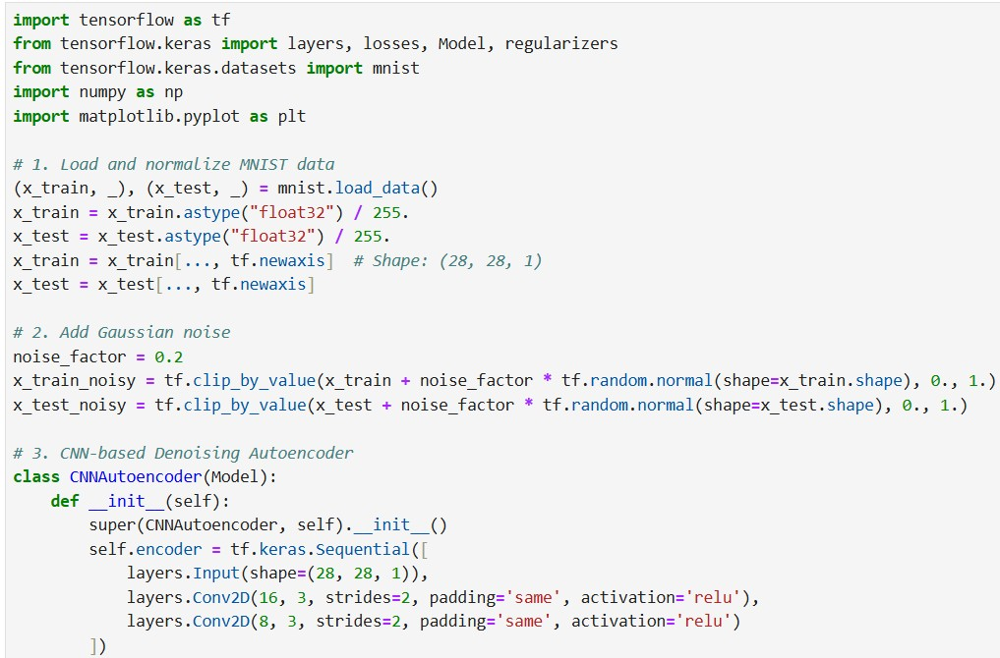 import tensorflow as tf
from tensorflow.keras import layers, losses, Model, regularizers
from tensorflow.keras.datasets import mnist
import numpy as np
import matplotlib.pyplot as plt

# 1. Load and normalize MNIST data
(x_train, _), (x_test, _) = mnist.load_data()
x_train = x_train.astype("float32") / 255.
x_test = x_test.astype("float32") / 255.
x_train = x_train[..., tf.newaxis]  # Shape: (28, 28, 1)
x_test = x_test[..., tf.newaxis]

# 2. Add Gaussian noise
noise_factor = 0.2
x_train_noisy = tf.clip_by_value(x_train + noise_factor * tf.random.normal(shape=x_train.shape), 0., 1.)
x_test_noisy = tf.clip_by_value(x_test + noise_factor * tf.random.normal(shape=x_test.shape), 0., 1.)

# 3. CNN-based Denoising Autoencoder
class CNNAutoencoder(Model):
    def __init__(self):
        super(CNNAutoencoder, self).__init__()
        self.encoder = tf.keras.Sequential([
            layers.Input(shape=(28, 28, 1)),
            layers.Conv2D(16, 3, strides=2, padding='same', activation='relu'),
            layers.Conv2D(8, 3, strides=2, padding='same', activation='relu')
        ])